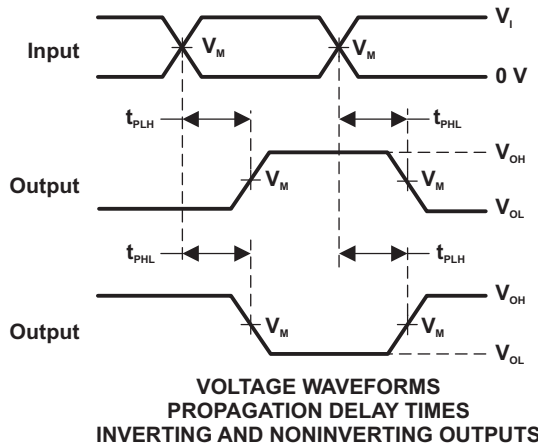 V_I
Input V_M V_M
0 V
t_PLH t_PHL
V_OH
Output V_M V_M
V_OL
t_PHL t_PLH
V_OH
Output V_M V_M
V_OL
VOLTAGE WAVEFORMS
PROPAGATION DELAY TIMES
INVERTING AND NONINVERTING OUTPUTS